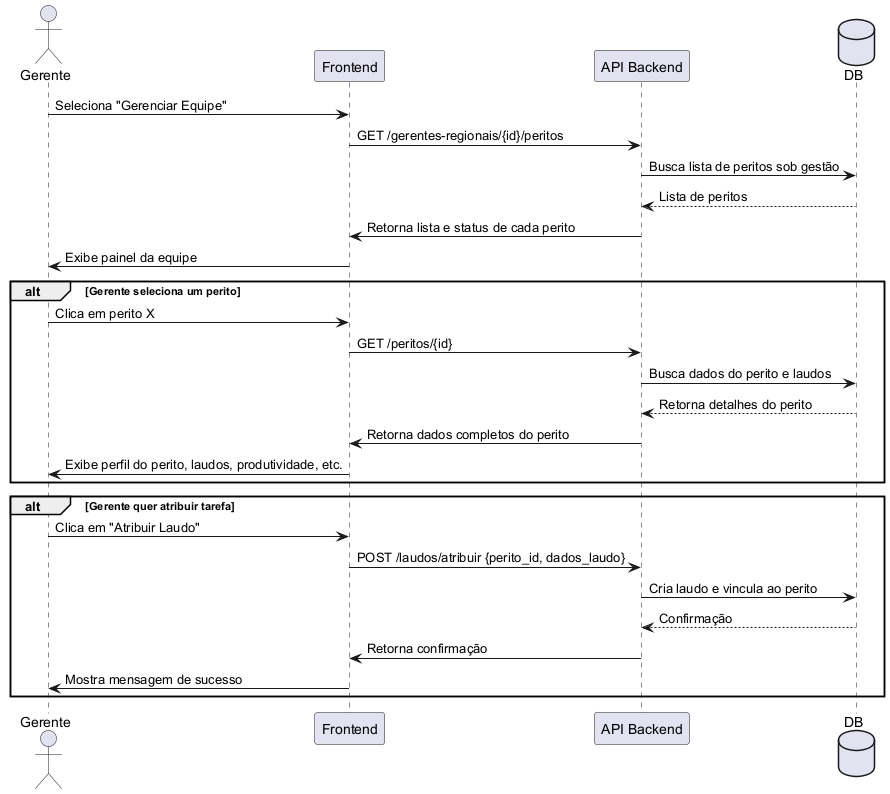 Gerente
Frontend
API Backend
DB
Seleciona "Gerenciar Equipe"
GET /gerentes-regionais/{id}/peritos
Busca lista de peritos sob gestão
Lista de peritos
Retorna lista e status de cada perito
Exibe painel da equipe
alt [Gerente seleciona um perito]
Clica em perito X
GET /peritos/{id}
Busca dados do perito e laudos
Retorna detalhes do perito
Retorna dados completos do perito
Exibe perfil do perito, laudos, produtividade, etc.
alt [Gerente quer atribuir tarefa]
Clica em "Atribuir Laudo"
POST /laudos/atribuir {perito_id, dados_laudo}
Cria laudo e vincula ao perito
Confirmação
Retorna confirmação
Mostra mensagem de sucesso
Gerente
Frontend
API Backend
DB